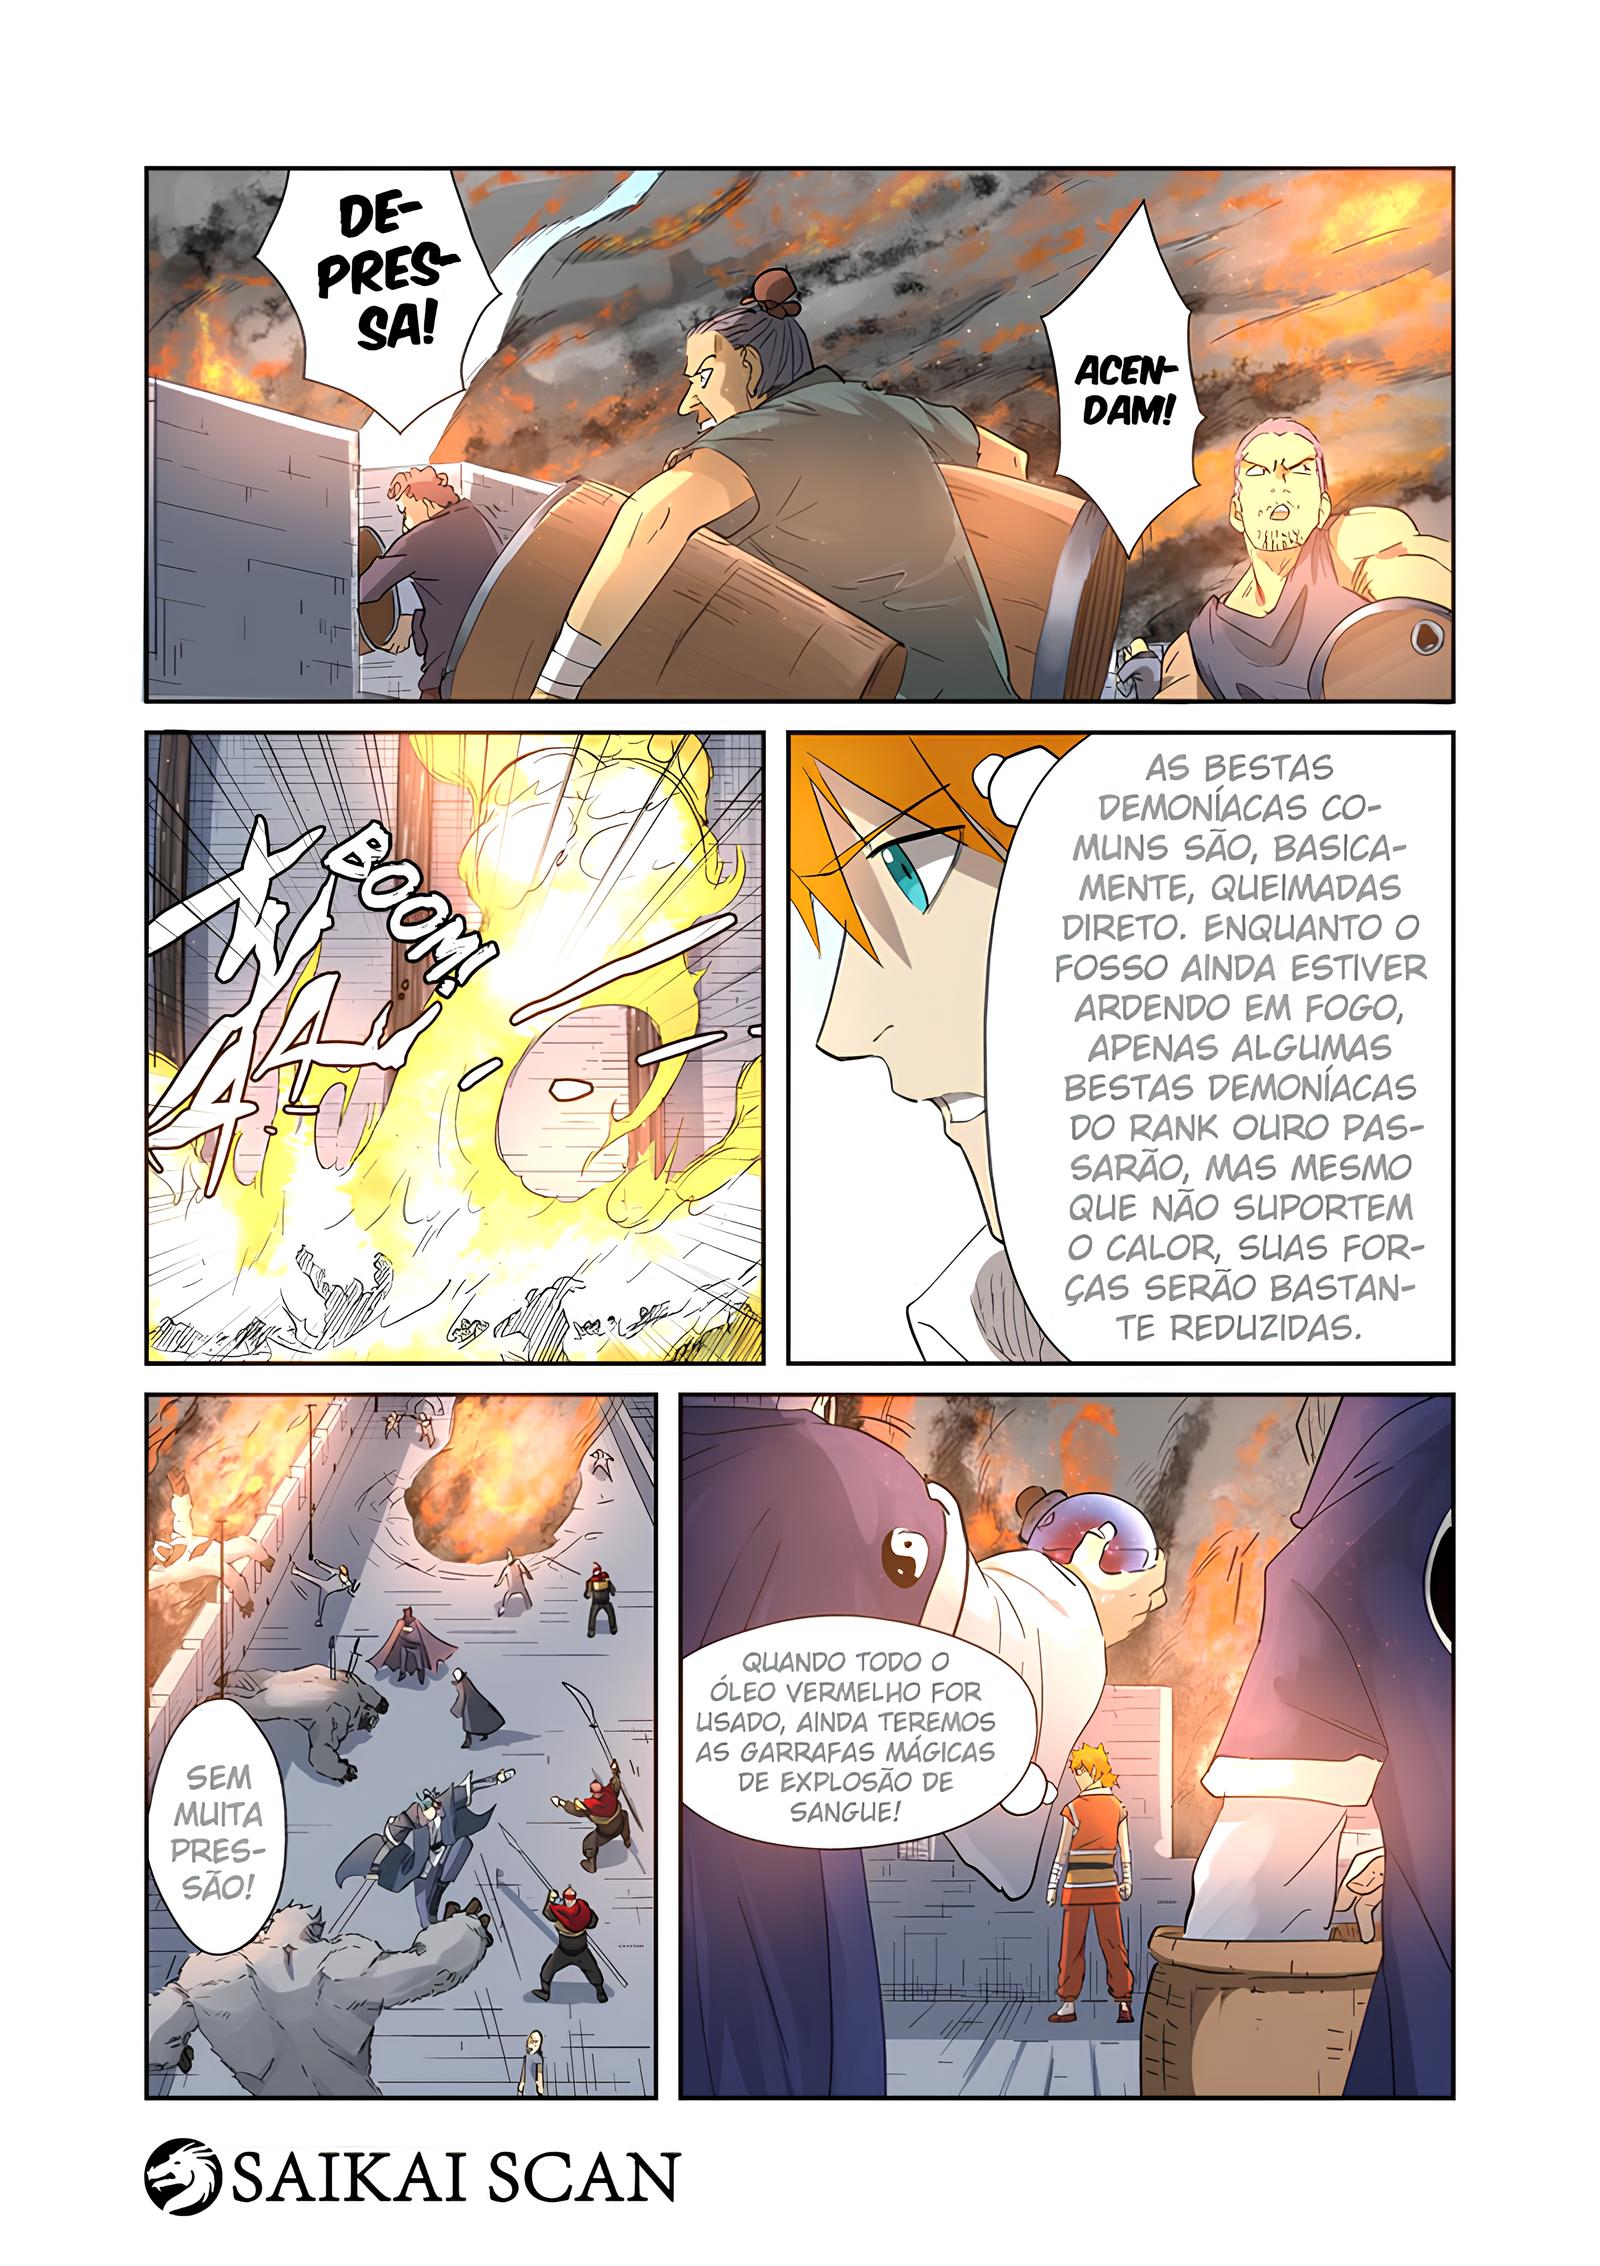 DE-
PRES-
SA!
ACEN-
DAM!
BOOM!
AS BESTAS
DEMONÍACAS CO-
MUNS SÃO, BASICA-
MENTE, QUEIMADAS
DIRETO. ENQUANTO O
FOSSO AINDA ESTIVER
ARDENDO EM FOGO,
APENAS ALGUMAS
BESTAS DEMONÍACAS
DO RANK OURO PAS-
SARÃO, MAS MESMO
QUE NÃO SUPORTEM
O CALOR, SUAS FOR-
ÇAS SERÃO BASTAN-
TE REDUZIDAS.
SEM
MUITA
PRES-
SÃO!
QUANDO TODO O
ÓLEO VERMELHO FOR
USADO, AINDA TEREMOS
AS GARRAFAS MÁGICAS
DE EXPLOSÃO DE
SANGUE!
SAIKAI SCAN